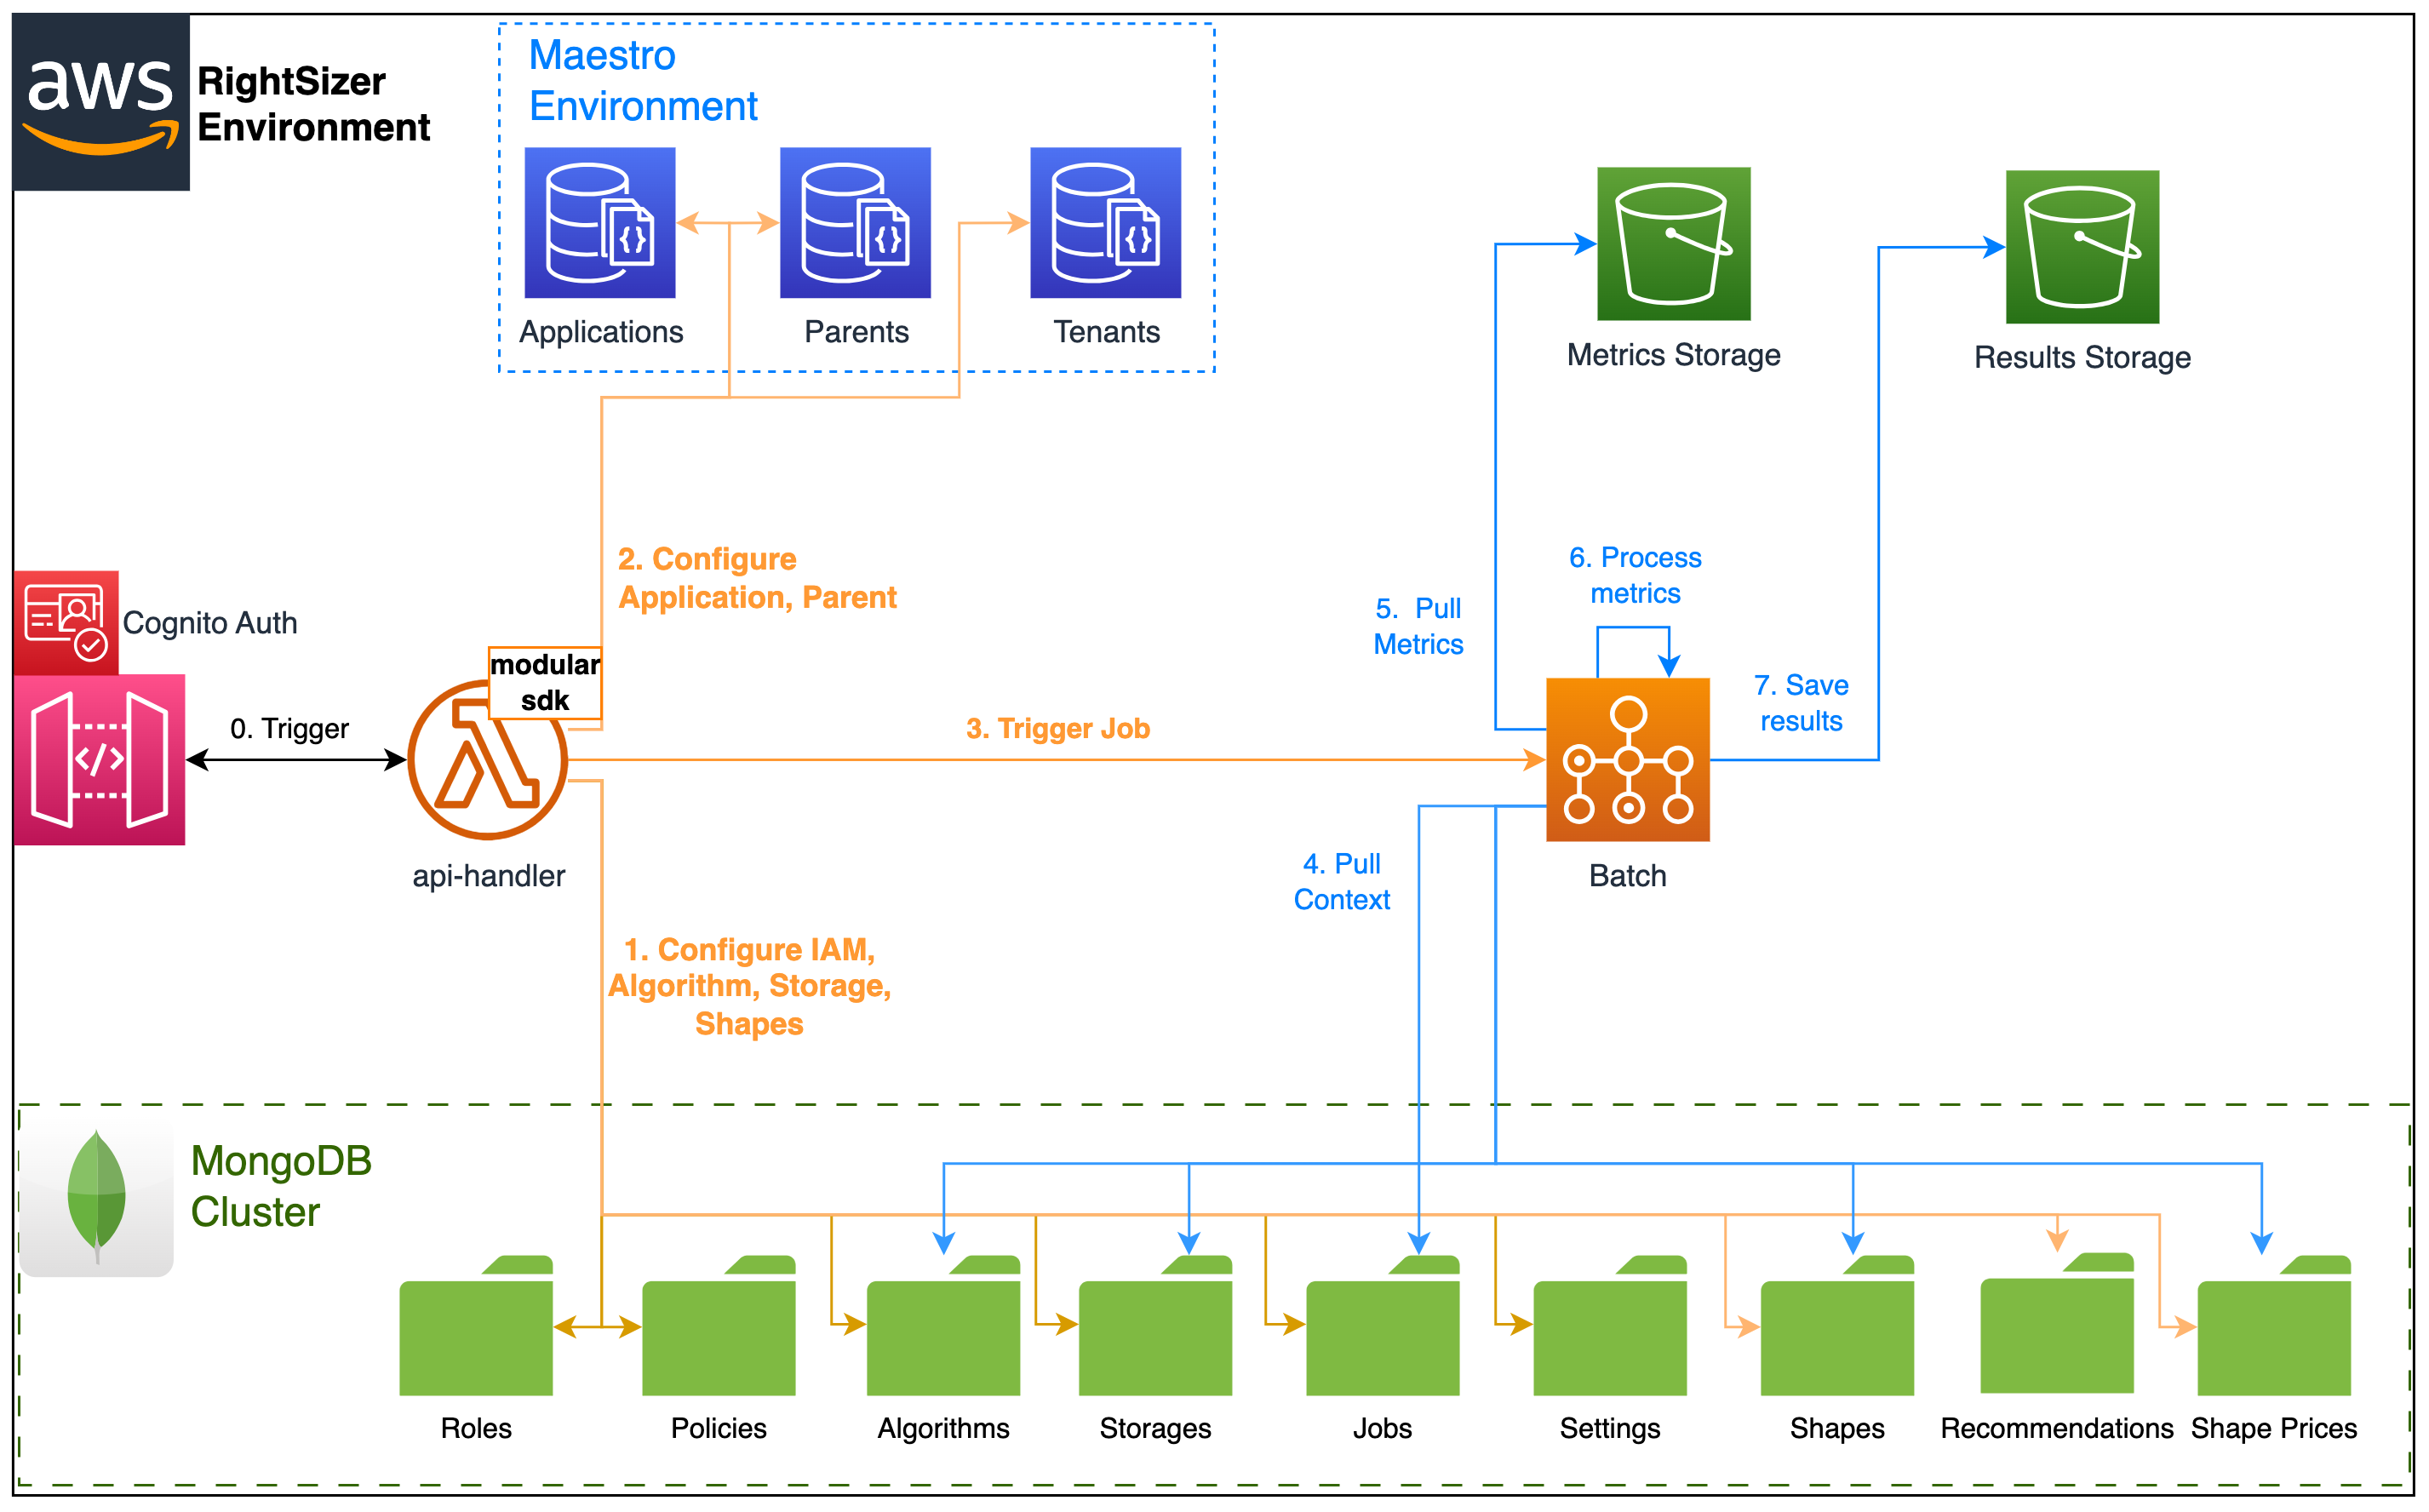 aws
RightSizer
Environment
Maestro
Environment
{}
{}
{}
Applications
Parents
Tenants
Metrics Storage
Results Storage
2. Configure
Application, Parent
6. Process
metrics
5. Pull
Metrics
Cognito Auth
modular
sdk
7. Save
results
0. Trigger
3. Trigger Job
</>
api-handler
Batch
4. Pull
Context
1. Configure IAM,
Algorithm, Storage,
Shapes
MongoDB
Cluster
Roles
Policies
Algorithms
Storages
Jobs
Settings
Shapes
Recommendations
Shape Prices